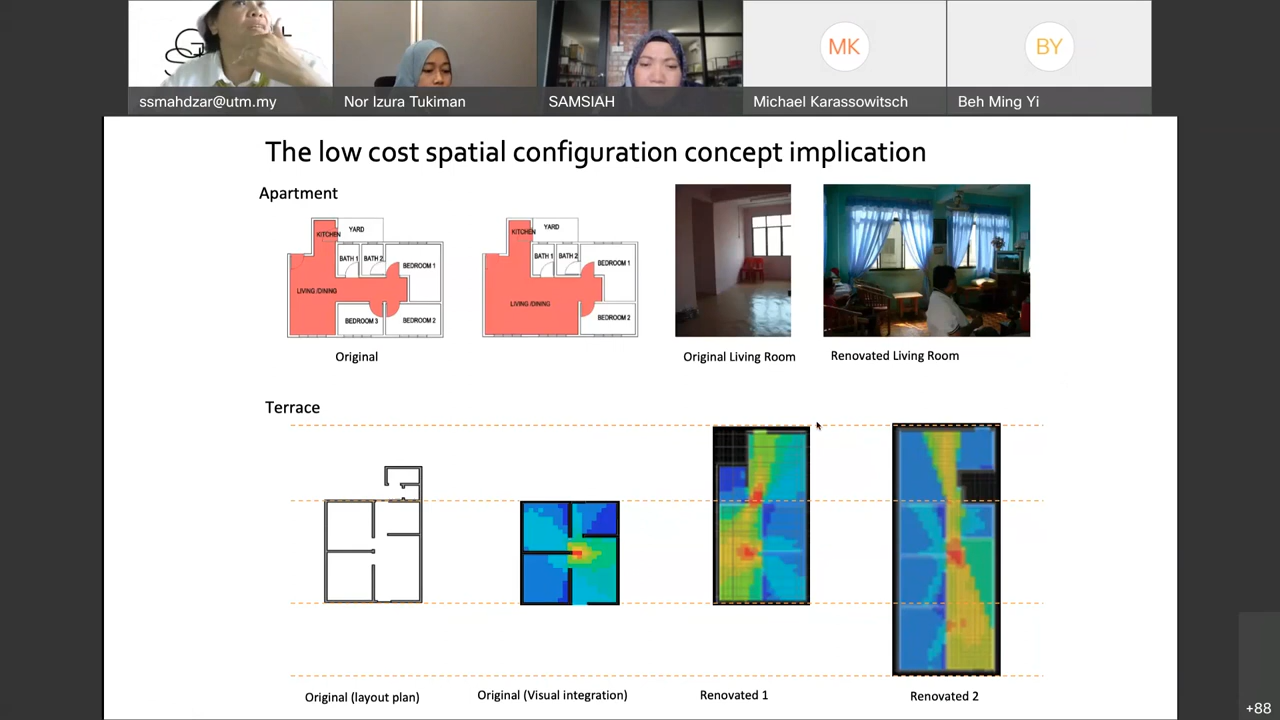 ssmahdzar@utm.my
Nor Izura Tukiman
SAMSIAH
MK
Michael Karassowitsch
BY
Beh Ming Yi
The low cost spatial configuration concept implication
Apartment
KITCHEN
YARD
BATH 1
BATH 2
BEDROOM 1
LIVING /DINING
BEDROOM 3
BEDROOM 2
KITCHEN
YARD
BATH 1
BATH 2
BEDROOM 1
LIVING /DINING
BEDROOM 2
Original
Original Living Room
Renovated Living Room
Terrace
Original (layout plan)
Original (Visual integration)
Renovated 1
Renovated 2
+88